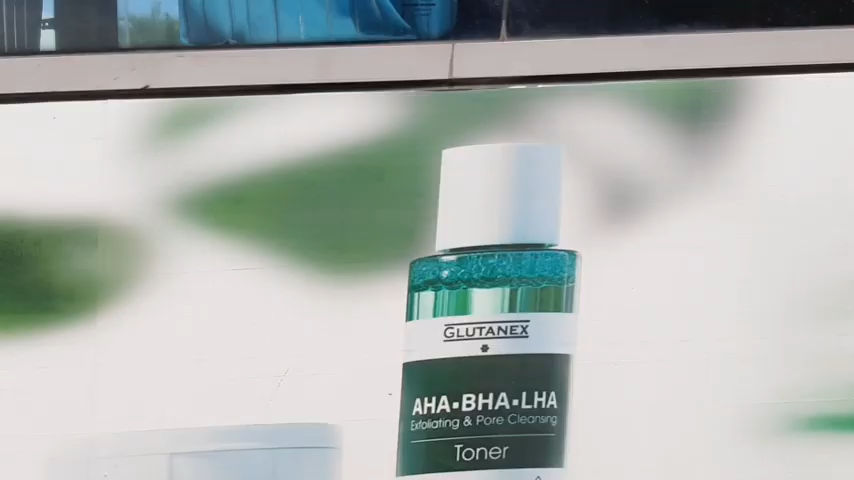 GLUTANEX
AHA•BHA•LHA
Exfoliating & Pore Cleansing
Toner